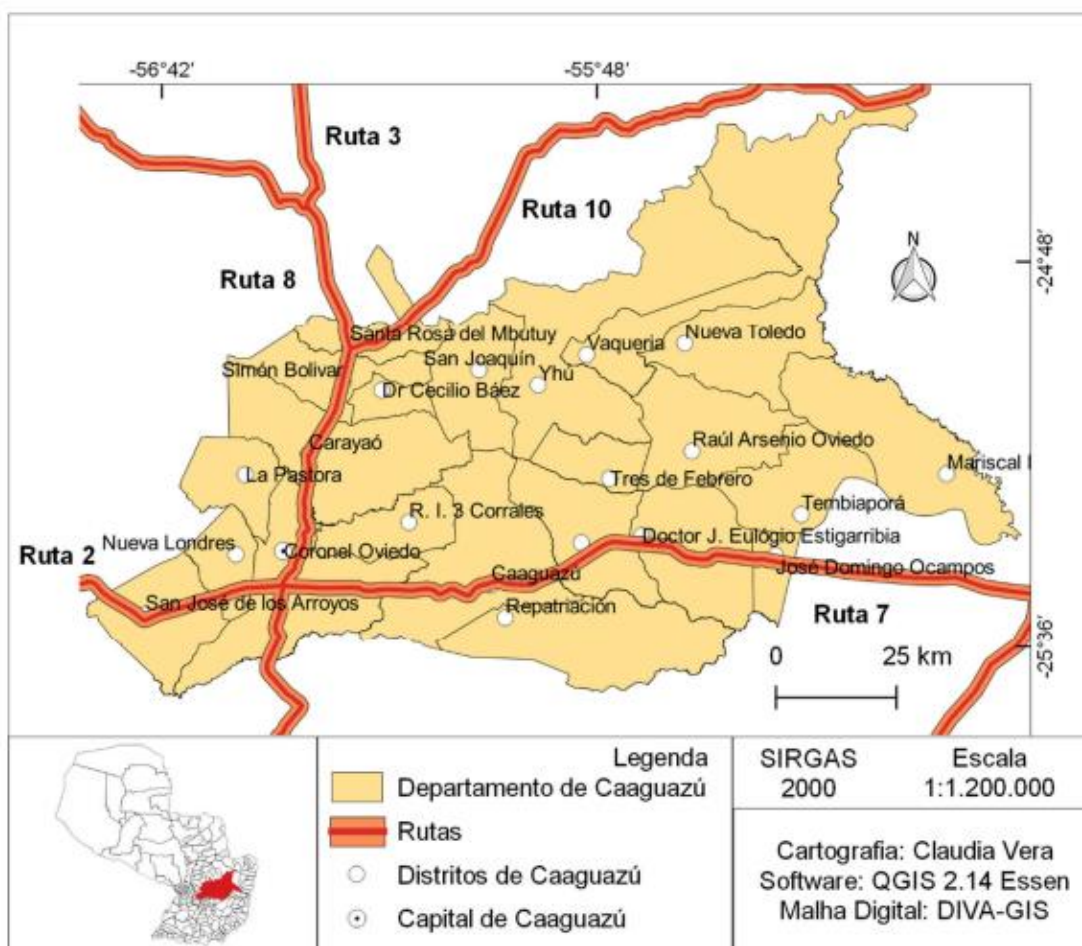 -56°42'
-55°48'
Ruta 3
Ruta 10
N
-24°48'
Ruta 8
Santa Rosa del Mbutuy
Vaqueria
Nueva Toledo
San Joaquín
Simón Bolivar
Yhú
Dr Cecilio Báez
Carayaó
Raúl Arsenio Oviedo
La Pastora
Mariscal
Tres de Febrero
Tembiaporá
R. I. 3 Corrales
Doctor J. Eulógio Estigarribia
Nueva Londres
Coronel Oviedo
Ruta 2
Caaguazú
José Domingo Ocampos
San José de los Arroyos
Repatriación
Ruta 7
-25°36'
0 25 km
Legenda
Departamento de Caaguazú
Rutas
Distritos de Caaguazú
Capital de Caaguazú
SIRGAS
2000
Escala
1:1.200.000
Cartografia: Claudia Vera
Software: QGIS 2.14 Essen
Malha Digital: DIVA-GIS